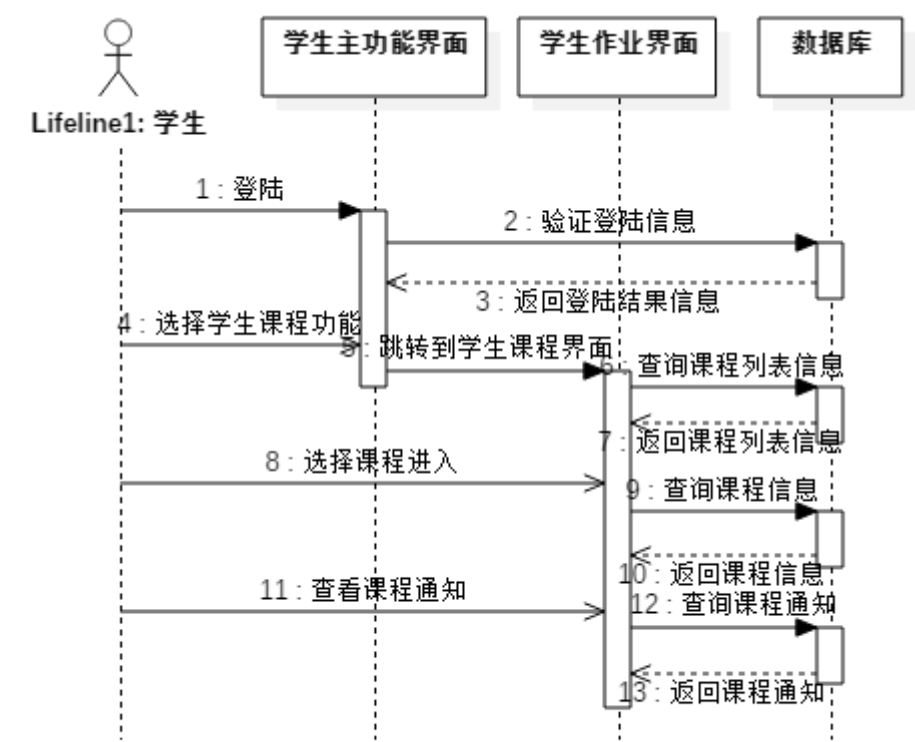 学生主功能界面
学生作业界面
数据库
Lifeline1: 学生
1 : 登陆
2 : 验证登陆信息
3 : 返回登陆结果信息
4 : 选择学生课程功能
5 : 跳转到学生课程界面
6 : 查询课程列表信息
7 : 返回课程列表信息
8 : 选择课程进入
9 : 查询课程信息
10 : 返回课程信息
11 : 查看课程通知
12 : 查询课程通知
13 : 返回课程通知